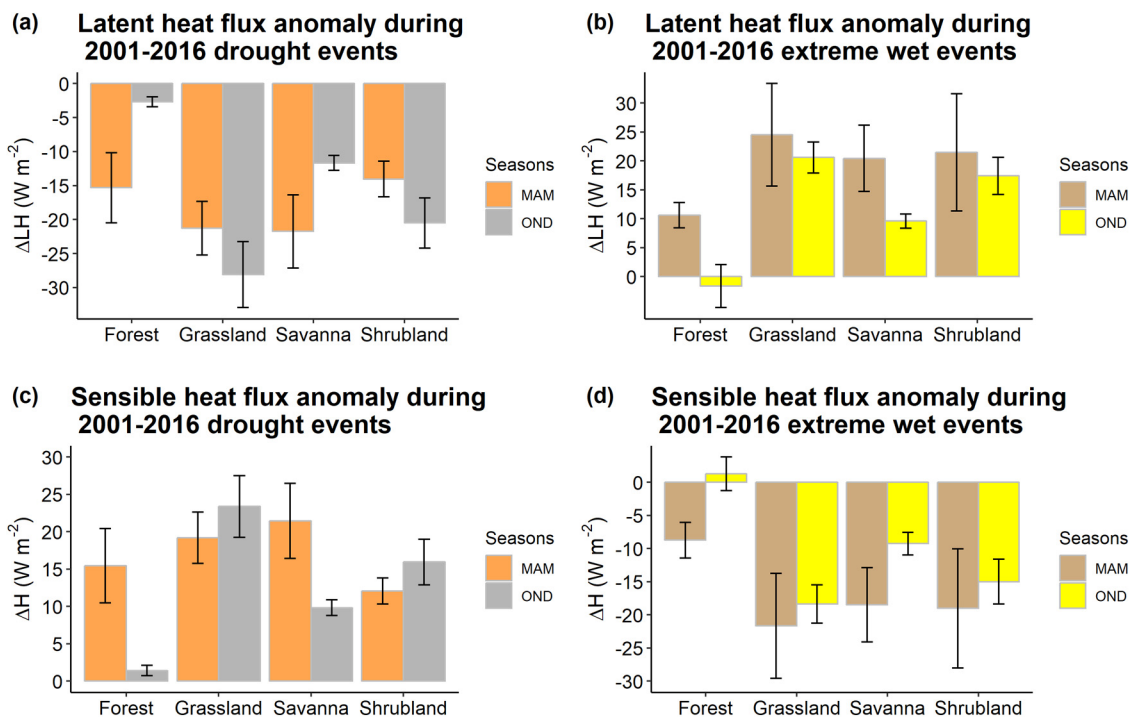 (a) Latent heat flux anomaly during
2001-2016 drought events
0
-5
-10
-15
-20
-25
-30
ΔLH (W m⁻²)
Forest Grassland Savanna Shrubland
Seasons
MAM
OND
(b) Latent heat flux anomaly during
2001-2016 extreme wet events
30
25
20
15
10
5
0
ΔLH (W m⁻²)
Forest Grassland Savanna Shrubland
Seasons
MAM
OND
(c) Sensible heat flux anomaly during
2001-2016 drought events
30
25
20
15
10
5
0
ΔH (W m⁻²)
Forest Grassland Savanna Shrubland
Seasons
MAM
OND
(d) Sensible heat flux anomaly during
2001-2016 extreme wet events
0
-5
-10
-15
-20
-25
-30
ΔH (W m⁻²)
Forest Grassland Savanna Shrubland
Seasons
MAM
OND